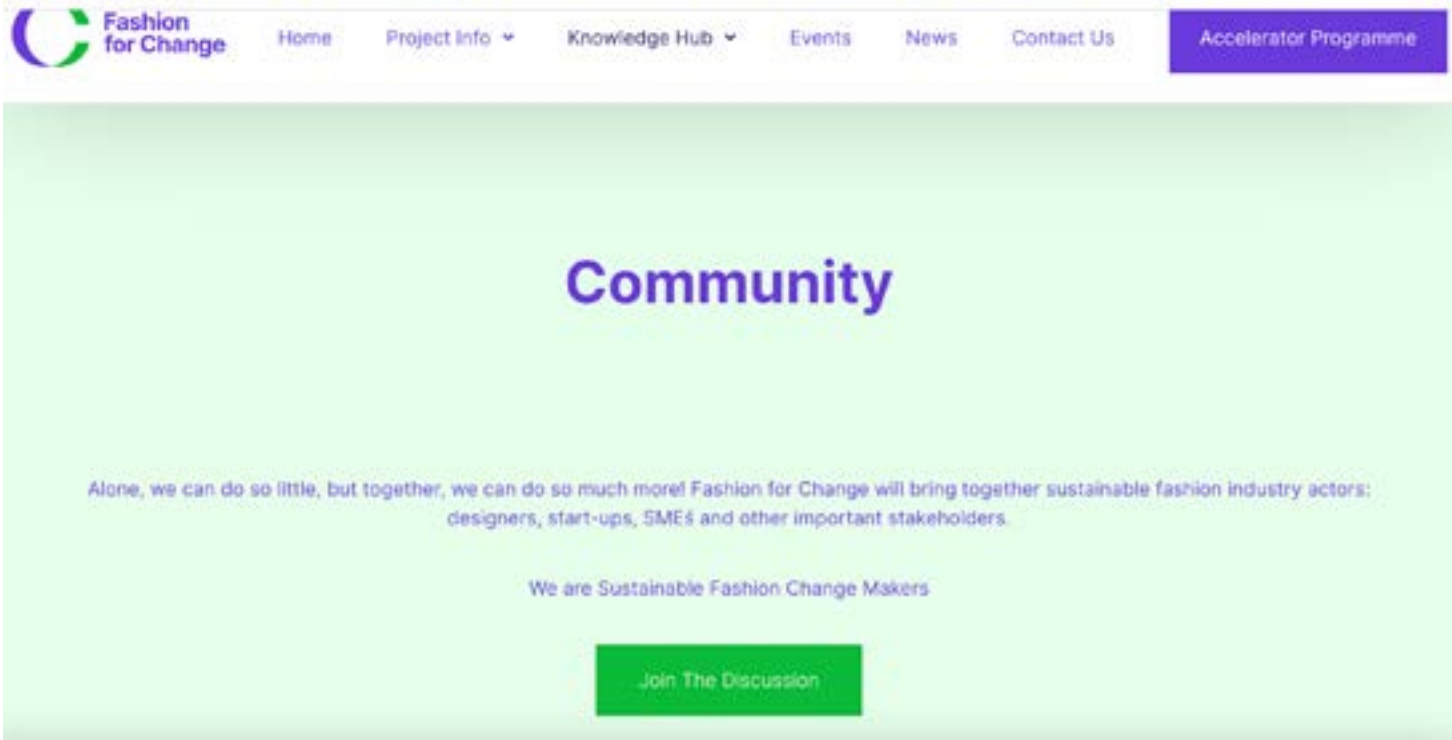 Fashion
for Change
Home Project Info Knowledge Hub Events News Contact Us Accelerator Programme
Community
Alone, we can do so little, but together, we can do so much more! Fashion for Change will bring together sustainable fashion industry actors:
designers, start-ups, SMEś and other important stakeholders.
We are Sustainable Fashion Change Makers
Join The Discussion